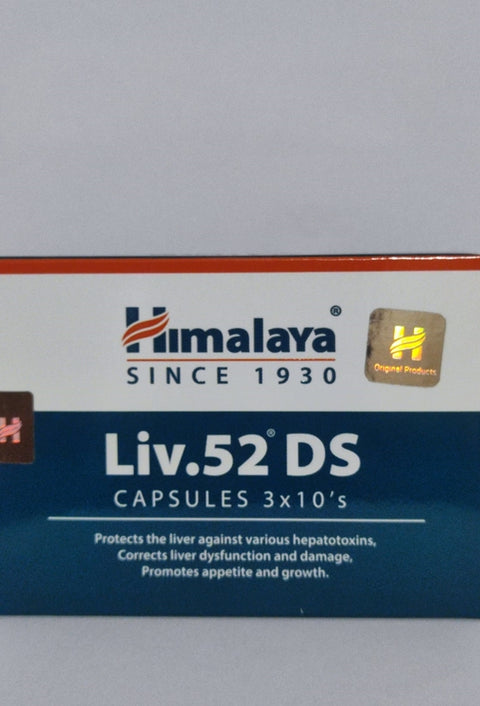 Himalaya®
SINCE 1930
H
Original Products
H
Liv.52® DS
CAPSULES 3x10's
Protects the liver against various hepatotoxins,
Corrects liver dysfunction and damage,
Promotes appetite and growth.